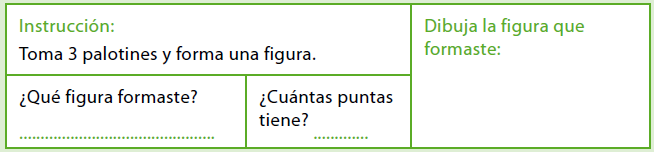 Instrucción:
Toma 3 palotines y forma una figura.
¿Qué figura formaste?
¿Cuántas puntas
tiene?
Dibuja la figura que
formaste: